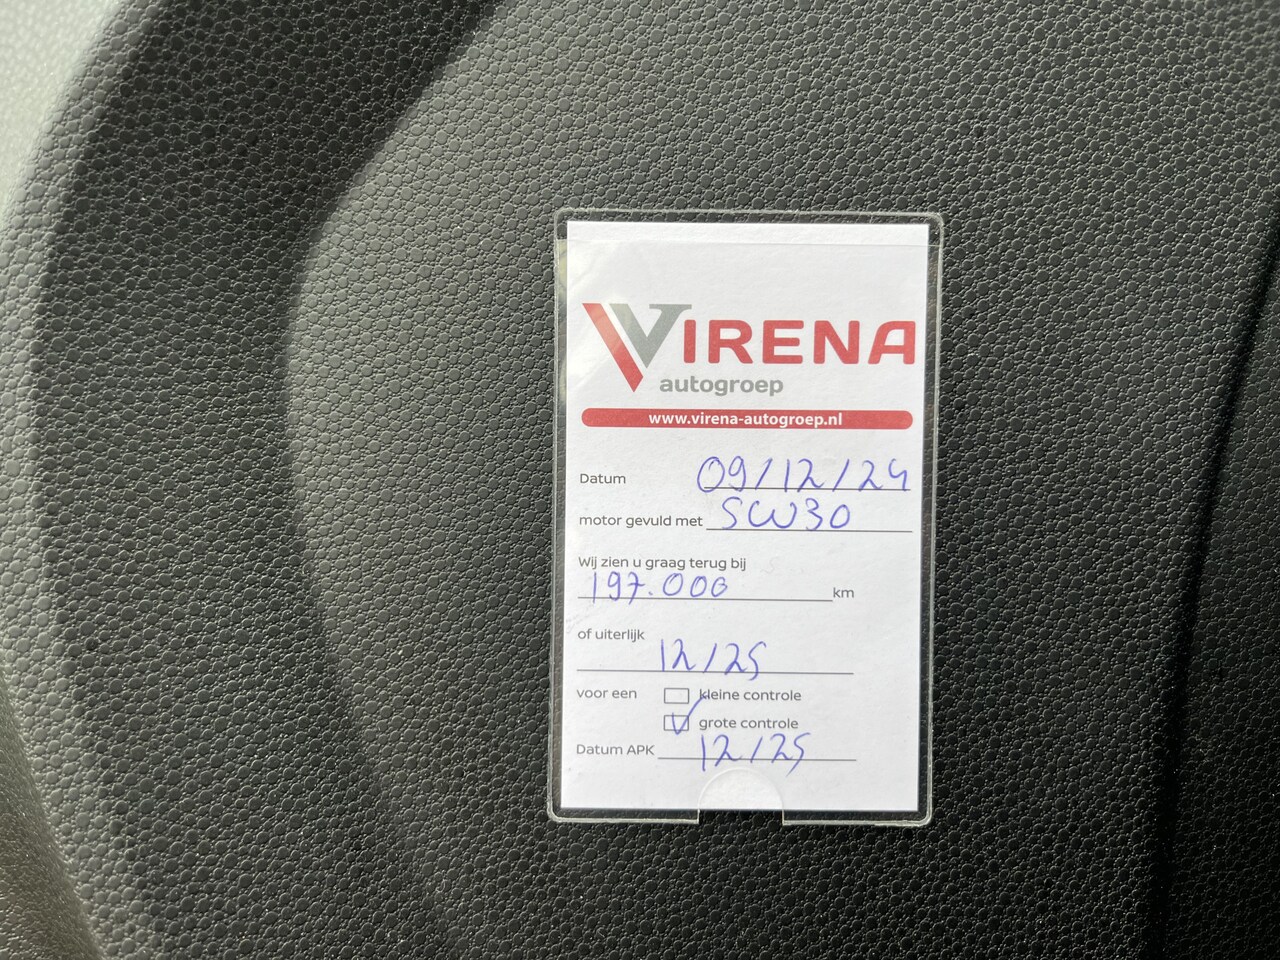 VIRENA
autogroep
www.virena-autogroep.nl
Datum 09/12/24
motor gevuld met 5W30
Wij zien u graag terug bij
197.000 km
of uiterlijk
12/25
voor een kleine controle
grote controle
Datum APK 12/25